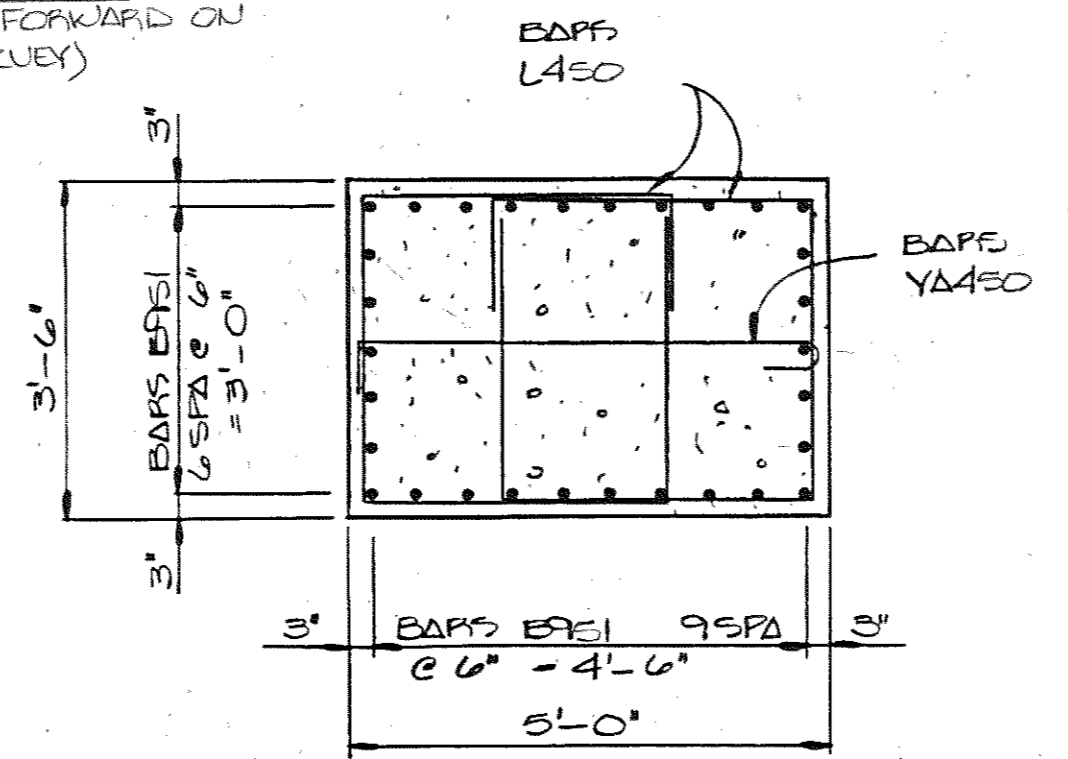 FORWARD ON
LUEY)
BARS
L450
3"
BARS
YA450
3'-6"
BARS B951
6 SPA @ 6"
= 3'-0"
3"
3"
BARS B951 9 SPA
3"
@ 6" = 4'-6"
5'-0"